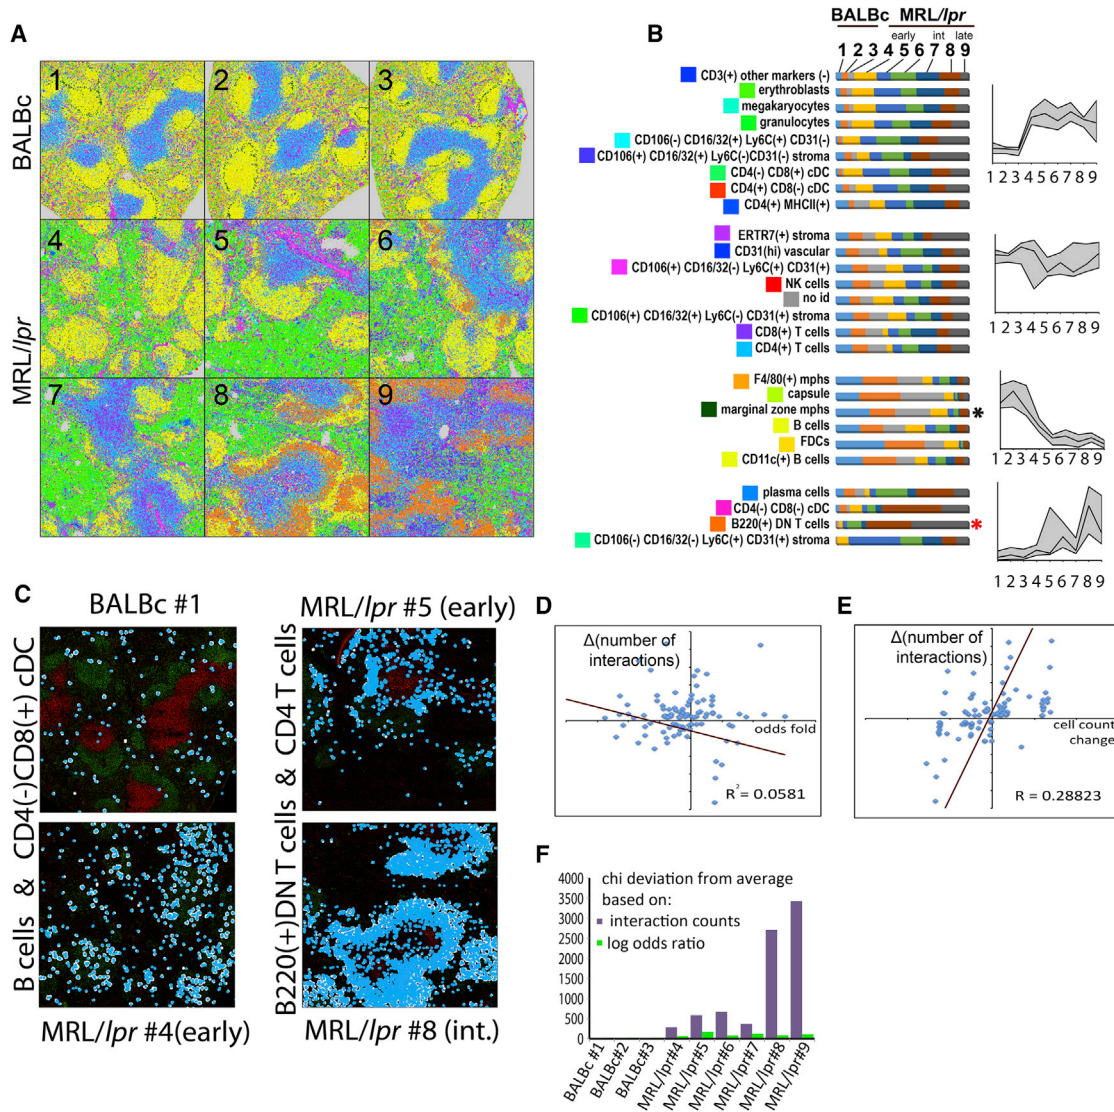 A
BALBc
MRL/lpr
1
2
3
4
5
6
7
8
9
B
BALBc MRL/lpr
early int late
1 2 3 4 5 6 7 8 9
CD3(+) other markers (-)
erythroblasts
megakaryocytes
granulocytes
CD106(-) CD16/32(+) Ly6C(+) CD31(-)
CD106(+) CD16/32(+) Ly6C(-)CD31(-) stroma
CD4(-) CD8(+) cDC
CD4(+) CD8(-) cDC
CD4(+) MHCII(+)
1 2 3 4 5 6 7 8 9
ERTR7(+) stroma
CD31(hi) vascular
CD106(+) CD16/32(-) Ly6C(+) CD31(+)
NK cells
no id
CD106(+) CD16/32(+) Ly6C(-) CD31(+) stroma
CD8(+) T cells
CD4(+) T cells
1 2 3 4 5 6 7 8 9
F4/80(+) mphs
capsule
marginal zone mphs *
B cells
FDCs
CD11c(+) B cells
1 2 3 4 5 6 7 8 9
plasma cells
CD4(-) CD8(-) cDC
B220(+) DN T cells *
CD106(-) CD16/32(-) Ly6C(+) CD31(+) stroma
1 2 3 4 5 6 7 8 9
C
BALBc #1
MRL/lpr #5 (early)
B cells & CD4(-)CD8(+) cDC
B220(+)DN T cells & CD4 T cells
MRL/lpr #4(early)
MRL/lpr #8 (int.)
D
Δ(number of
interactions)
odds fold
R² = 0.0581
E
Δ(number of
interactions)
cell count
change
R = 0.28823
F
chi deviation from average
based on:
interaction counts
log odds ratio
4000
3500
3000
2500
2000
1500
1000
500
0
BALBc #1
BALBc#2
BALBc#3
MRL/lpr#4
MRL/lpr#5
MRL/lpr#6
MRL/lpr#7
MRL/lpr#8
MRL/lpr#9